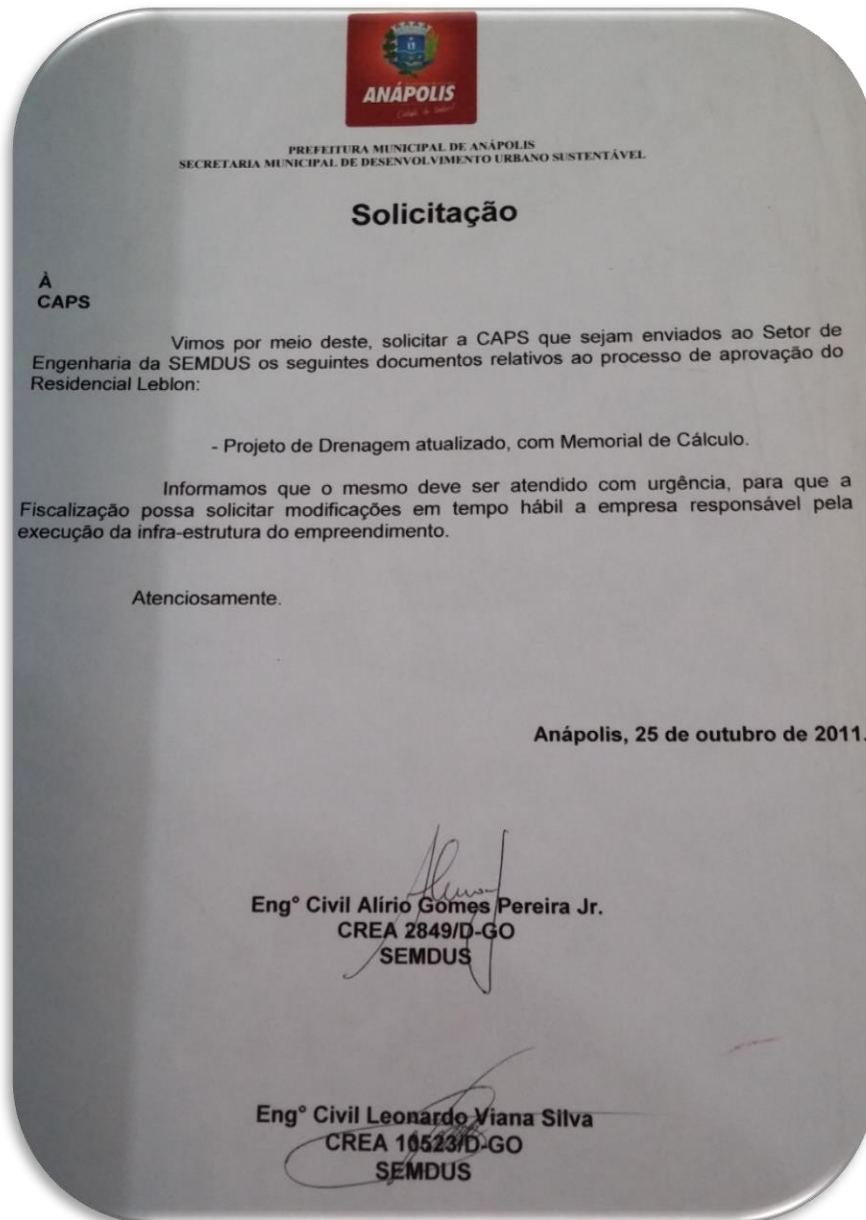 ANÁPOLIS
PREFEITURA MUNICIPAL DE ANÁPOLIS
SECRETARIA MUNICIPAL DE DESENVOLVIMENTO URBANO SUSTENTÁVEL
Solicitação
À
CAPS
Vimos por meio deste, solicitar a CAPS que sejam enviados ao Setor de
Engenharia da SEMDUS os seguintes documentos relativos ao processo de aprovação do
Residencial Leblon:
- Projeto de Drenagem atualizado, com Memorial de Cálculo.
Informamos que o mesmo deve ser atendido com urgência, para que a
Fiscalização possa solicitar modificações em tempo hábil a empresa responsável pela
execução da infra-estrutura do empreendimento.
Atenciosamente.
Anápolis, 25 de outubro de 2011.
Eng° Civil Alírio Gomes Pereira Jr.
CREA 2849/D-GO
SEMDUS
Eng° Civil Leonardo Viana Silva
CREA 10523/D-GO
SEMDUS